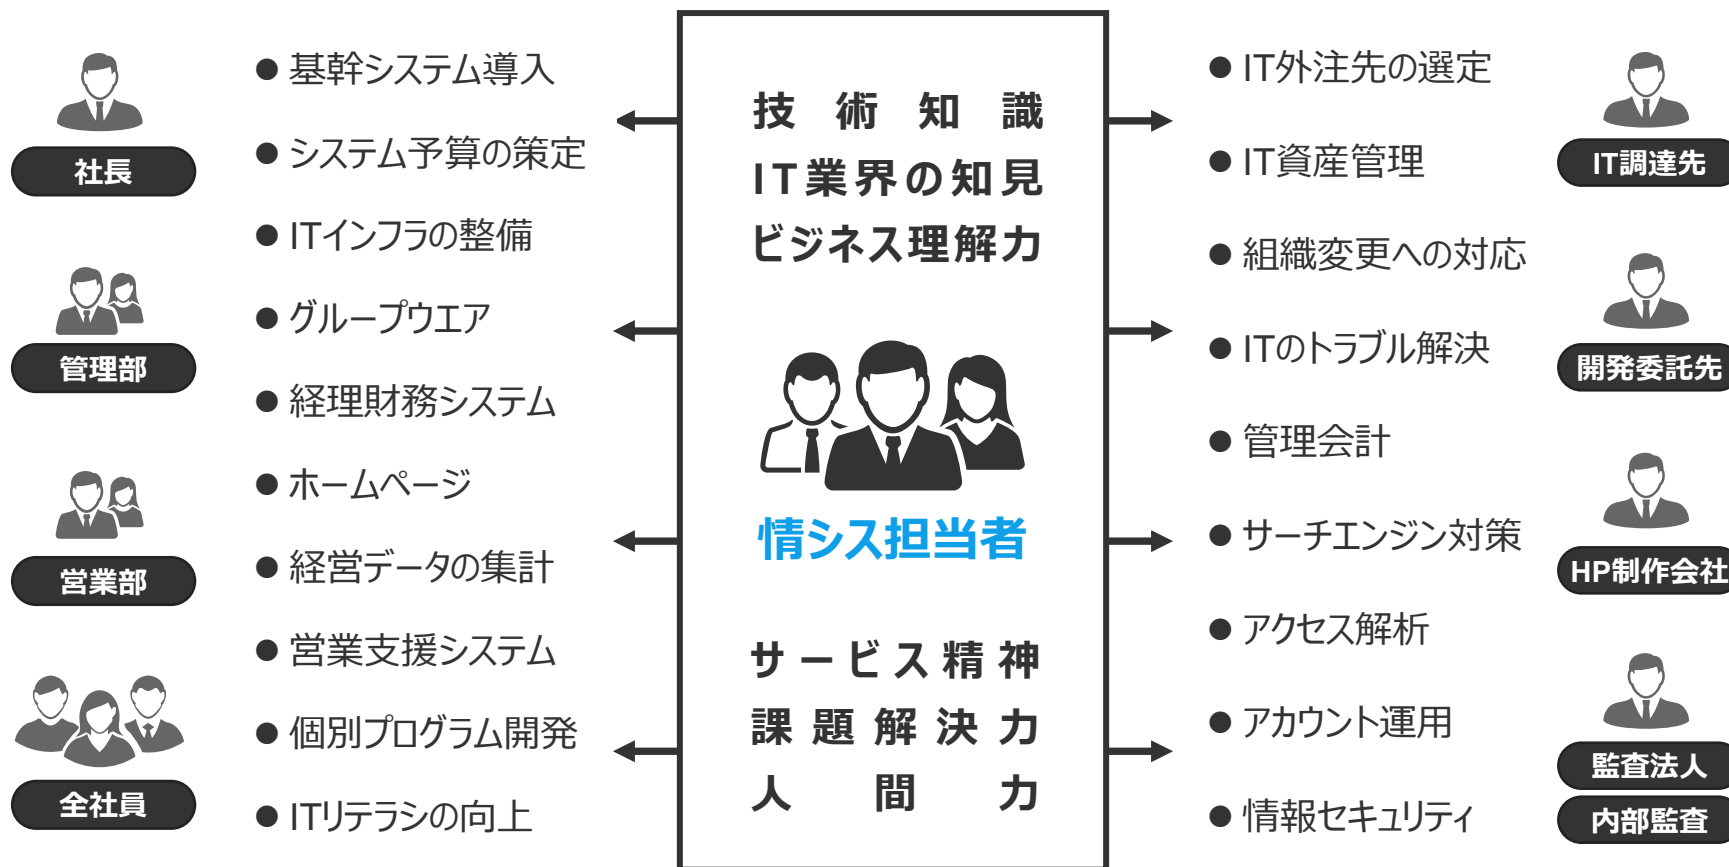 社長
管理部
営業部
全社員
● 基幹システム導入
● システム予算の策定
● ITインフラの整備
● グループウエア
● 経理財務システム
● ホームページ
● 経営データの集計
● 営業支援システム
● 個別プログラム開発
● ITリテラシの向上
技術知識
IT業界の知見
ビジネス理解力
情シス担当者
サービス精神
課題解決力
人間力
● IT外注先の選定
● IT資産管理
● 組織変更への対応
● ITのトラブル解決
● 管理会計
● サーチエンジン対策
● アクセス解析
● アカウント運用
● 情報セキュリティ
IT調達先
開発委託先
HP制作会社
監査法人
内部監査